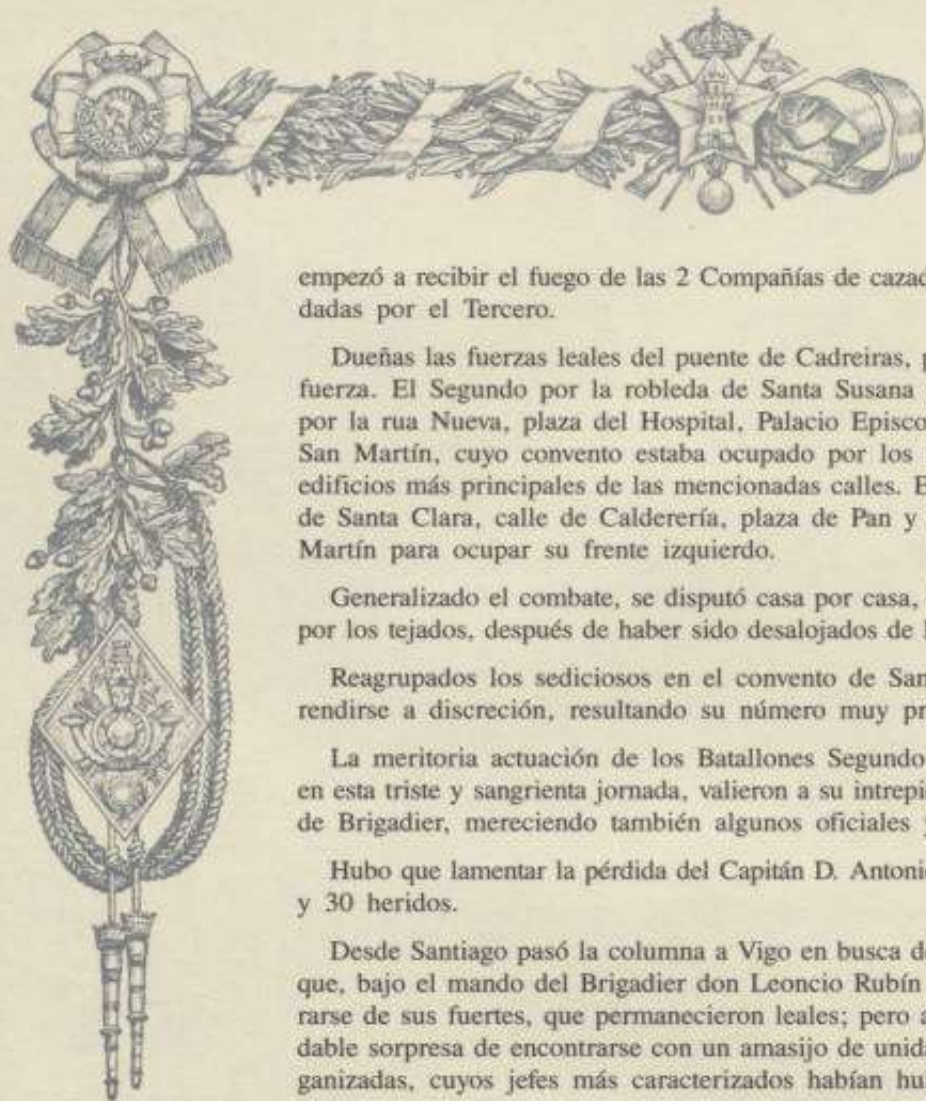 empezó a recibir el fuego de las 2 Compañías de
dadas por el Tercero.
Dueñas las fuerzas leales del puente de Cadreiras,
fuerza. El Segundo por la robleda de Santa Susana
por la rua Nueva, plaza del Hospital, Palacio
San Martín, cuyo convento estaba ocupado por los
edificios más principales de las mencionadas calles.
de Santa Clara, calle de Calderería, plaza de Pan y
Martín para ocupar su frente izquierdo.
Generalizado el combate, se disputó casa por casa,
por los tejados, después de haber sido desalojados de
Reagrupados los sediciosos en el convento de
rendirse a discreción, resultando su número muy
La meritoria actuación de los Batallones Segundo
en esta triste y sangrienta jornada, valieron a su
de Brigadier, mereciendo también algunos oficiales
Hubo que lamentar la pérdida del Capitán D.
y 30 heridos.
Desde Santiago pasó la columna a Vigo en busca
que, bajo el mando del Brigadier don Leoncio Rubín
rarse de sus fuertes, que permanecieron leales; pero
dable sorpresa de encontrarse con un amasijo de
ganizadas, cuyos jefes más caracterizados habían